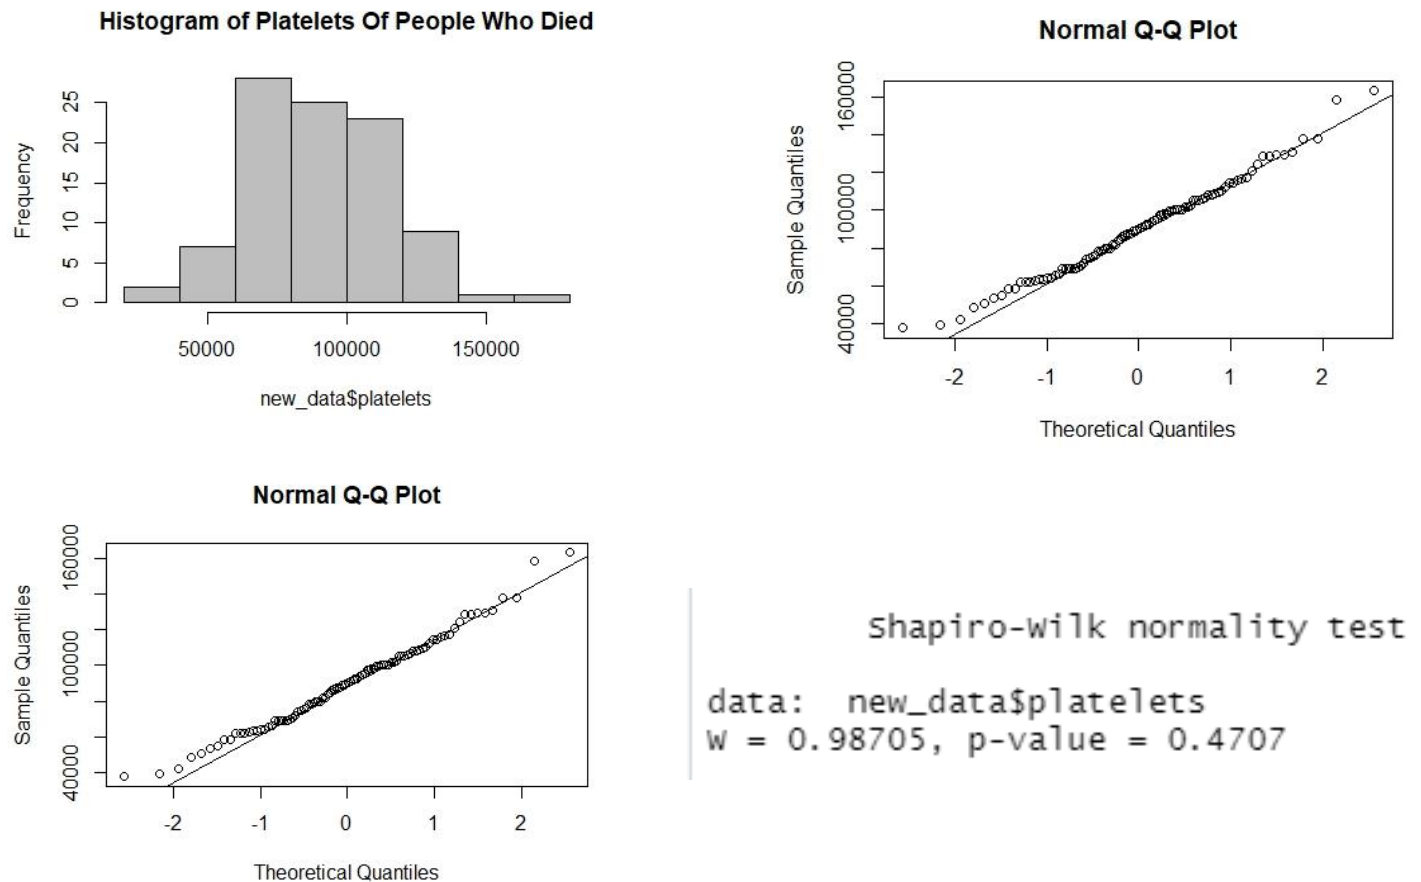 Histogram of Platelets Of People Who Died
Frequency
0
5
10
15
20
25
50000
100000
150000
new_data$platelets
Normal Q-Q Plot
Sample Quantiles
40000
100000
160000
-2
-1
0
1
2
Theoretical Quantiles
Normal Q-Q Plot
Sample Quantiles
40000
100000
160000
-2
-1
0
1
2
Theoretical Quantiles
Shapiro-Wilk normality test
data: new_data$platelets
W = 0.98705, p-value = 0.4707